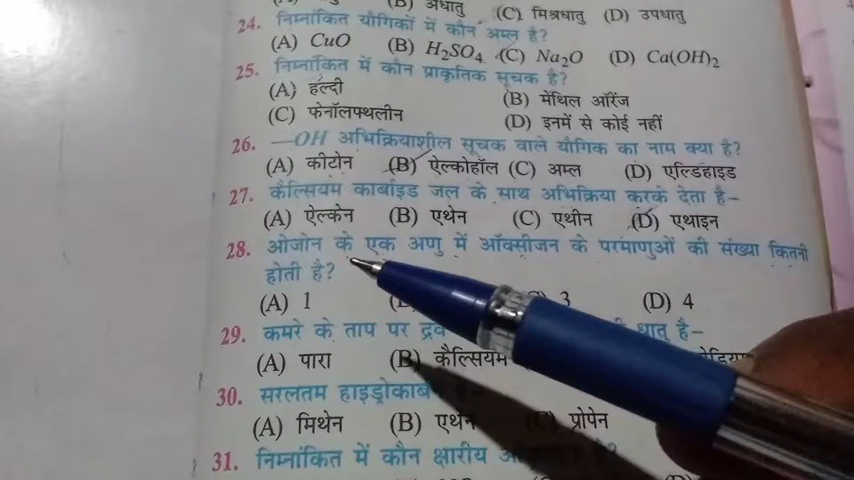 (B) अधातु (C) मिश्रधातु (D) उपधातु
24. निम्नांकित यौगिकों में कौन अम्ल है?
(A) CuO (B) H₂SO₄ (C) Na₂O (D) Ca(OH)₂
25. निम्नांकित में कौन प्राकृतिक सूचक है?
(A) हल्दी (B) मेथिल ऑरेंज
(C) फेनॉलफ्थलीन (D) इनमें से कोई नहीं
26. —OH अभिक्रियाशील सूचक वाले यौगिक का नाम क्या है?
(A) कीटोन (B) ऐल्कोहॉल (C) अम्ल (D) एल्डिहाइड
27. कैल्सियम कार्बाइड जल के साथ अभिक्रिया करके देता है–
(A) ऐल्केन (B) एथेन (C) एथीन (D) एथाइन
28. ओजोन के एक अणु में ऑक्सीजन के परमाणुओं की संख्या कितनी
होती है?
(A) 1 3 (D) 4
29. कमरे के ताप पर द्रव धातु है–
(A) पारा (B) कैल्सियम
30. सरलतम हाइड्रोकार्बन
(A) मिथेन (B) एथेन (C) प्रोपेन
31. निम्नांकित में कौन क्षारीय है?